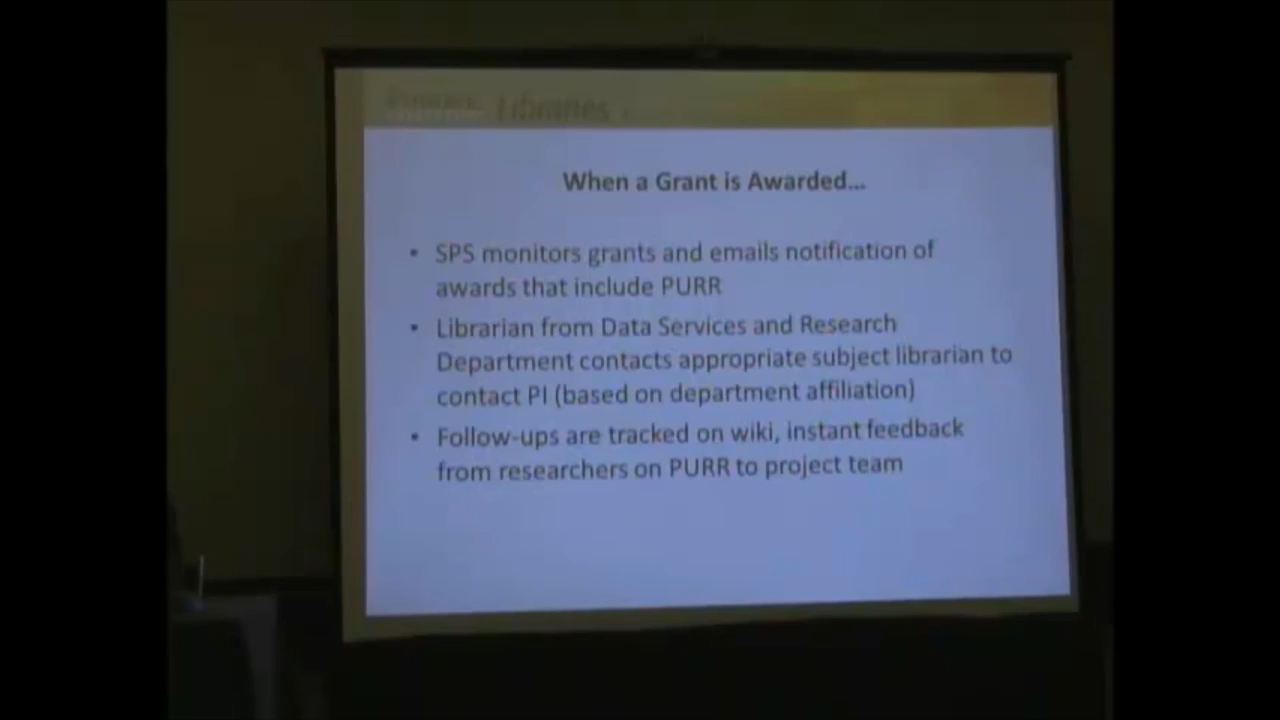 Libraries
When a Grant is Awarded...
• SPS monitors grants and emails notification of
awards that include PURR
• Librarian from Data Services and Research
Department contacts appropriate subject librarian to
contact PI (based on department affiliation)
• Follow-ups are tracked on wiki, instant feedback
from researchers on PURR to project team